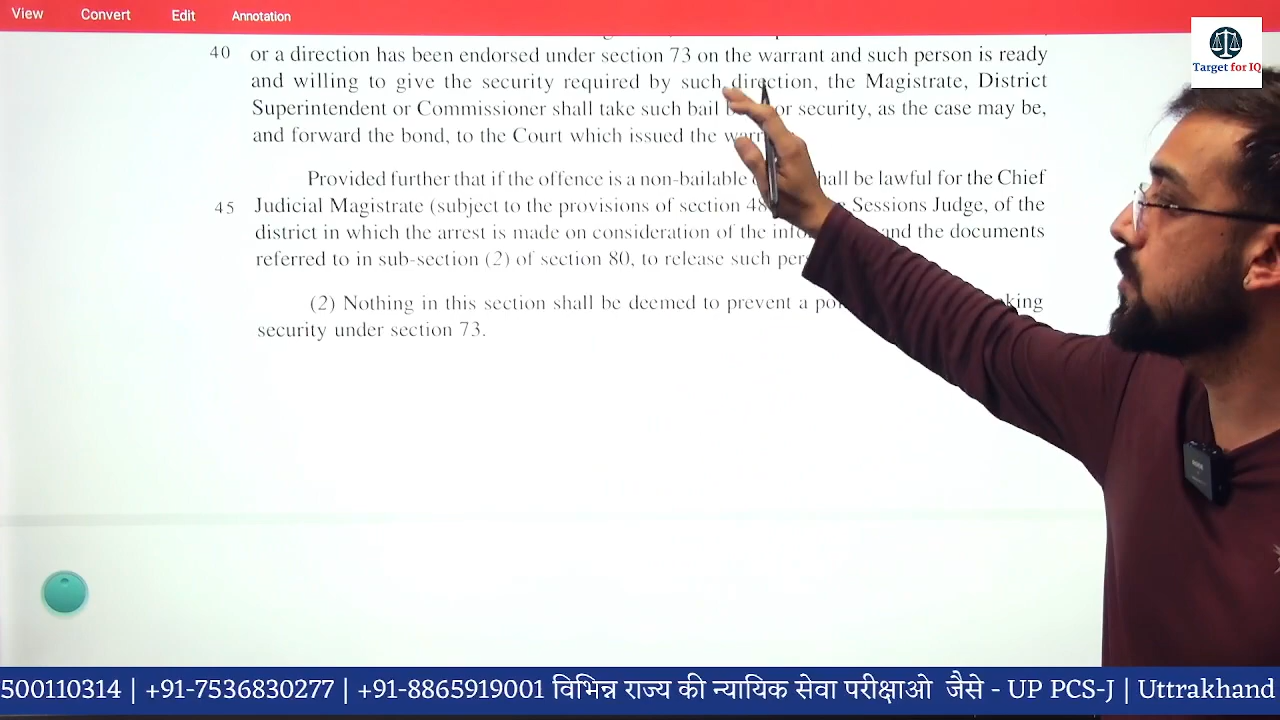 View Convert Edit Annotation
Target for IQ
40 or a direction has been endorsed under section 73 on the warrant and such person is ready
and willing to give the security required by such direction, the Magistrate, District
Superintendent or Commissioner shall take such bail or security, as the case may be,
and forward the bond, to the Court which issued the
Provided further that if the offence is a non-bailable shall be lawful for the Chief
45 Judicial Magistrate (subject to the provisions of section Sessions Judge, of the
district in which the arrest is made on consideration of the and the documents
referred to in sub-section (2) of section 80, to release such
(2) Nothing in this section shall be deemed to prevent a
security under section 73.
500110314 | +91-7536830277 | +91-8865919001 विभिन्न राज्य की न्यायिक सेवा परीक्षाओ जैसे - UP PCS-J | Uttrakhand